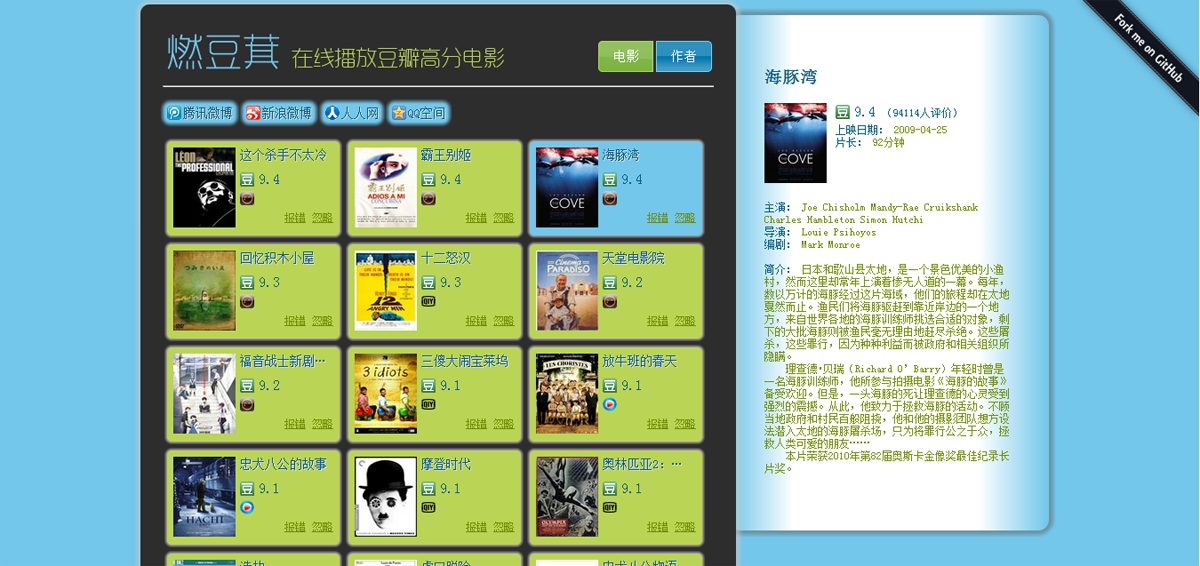 燃豆萁 在线播放豆瓣高分电影
电影 作者
腾讯微博 新浪微博 人人网 QQ空间
这个杀手不太冷
豆 9.4
报错 忽略
LEON
THE PROFESSIONAL
霸王别姬
豆 9.4
报错 忽略
霸王别姬
ADIOS A MI
CONCUBINA
海豚湾
豆 9.4
报错 忽略
THE
COVE
回忆积木小屋
豆 9.3
报错 忽略
つみきのいえ
十二怒汉
豆 9.3
QIY
报错 忽略
12
ANGRY MEN
天堂电影院
豆 9.2
报错 忽略
Cinema
PARADISO
福音战士新剧…
豆 9.2
报错 忽略
三傻大闹宝莱坞
豆 9.1
QIY
报错 忽略
3 idiots
放牛班的春天
豆 9.1
报错 忽略
LES CHORISTES
忠犬八公的故事
豆 9.1
报错 忽略
HACHI
摩登时代
豆 9.1
QIY
报错 忽略
奥林匹亚2：…
豆 9.1
QIY
报错 忽略
OLYMPIA
海豚湾
THE
COVE
豆 9.4 （94114人评价）
上映日期： 2009-04-25
片长： 92分钟
主演： Joe Chisholm Mandy-Rae Cruikshank
Charles Hambleton Simon Hutchi
导演： Louie Psihoyos
编剧： Mark Monroe
简介： 日本和歌山县太地，是一个景色优美的小渔
村，然而这里却常年上演着惨无人道的一幕。每年，
数以万计的海豚经过这片海域，他们的旅程却在太地
戛然而止。渔民们将海豚驱赶到靠近岸边的一个地
方，来自世界各地的海豚训练师挑选合适的对象，剩
下的大批海豚则被渔民毫无理由地赶尽杀绝。这些屠
杀，这些罪行，因为种种利益而被政府和相关组织所
隐瞒。
理查德·贝瑞（Richard O’Barry）年轻时曾是
一名海豚训练师，他所参与拍摄电影《海豚的故事》
备受欢迎。但是，一头海豚的死让理查德的心灵受到
强烈的震撼。从此，他致力于拯救海豚的活动。不顾
当地政府和村民百般阻挠，他和他的摄影团队想方设
法潜入太地的海豚屠杀场，只为将罪行公之于众，拯
救人类可爱的朋友……
本片荣获2010年第82届奥斯卡金像奖最佳纪录长
片奖。
Fork me on GitHub